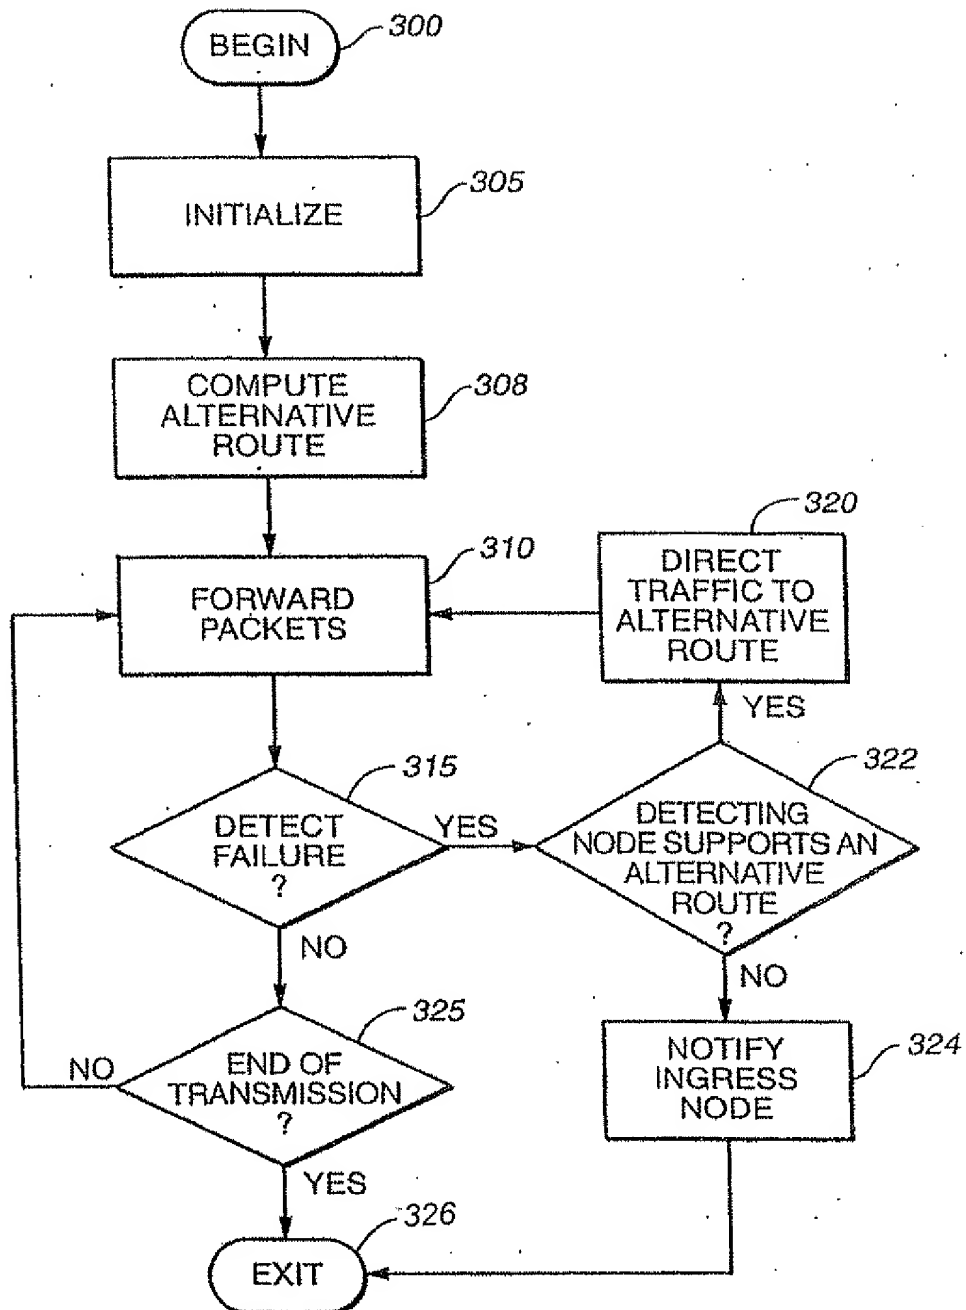 BEGIN
300
INITIALIZE
305
COMPUTE
ALTERNATIVE
ROUTE
308
FORWARD
PACKETS
310
DIRECT
TRAFFIC TO
ALTERNATIVE
ROUTE
320
YES
DETECT
FAILURE
?
315
YES
DETECTING
NODE SUPPORTS AN
ALTERNATIVE
ROUTE
?
322
NO
NO
END OF
TRANSMISSION
?
325
NO
NOTIFY
INGRESS
NODE
324
YES
EXIT
326